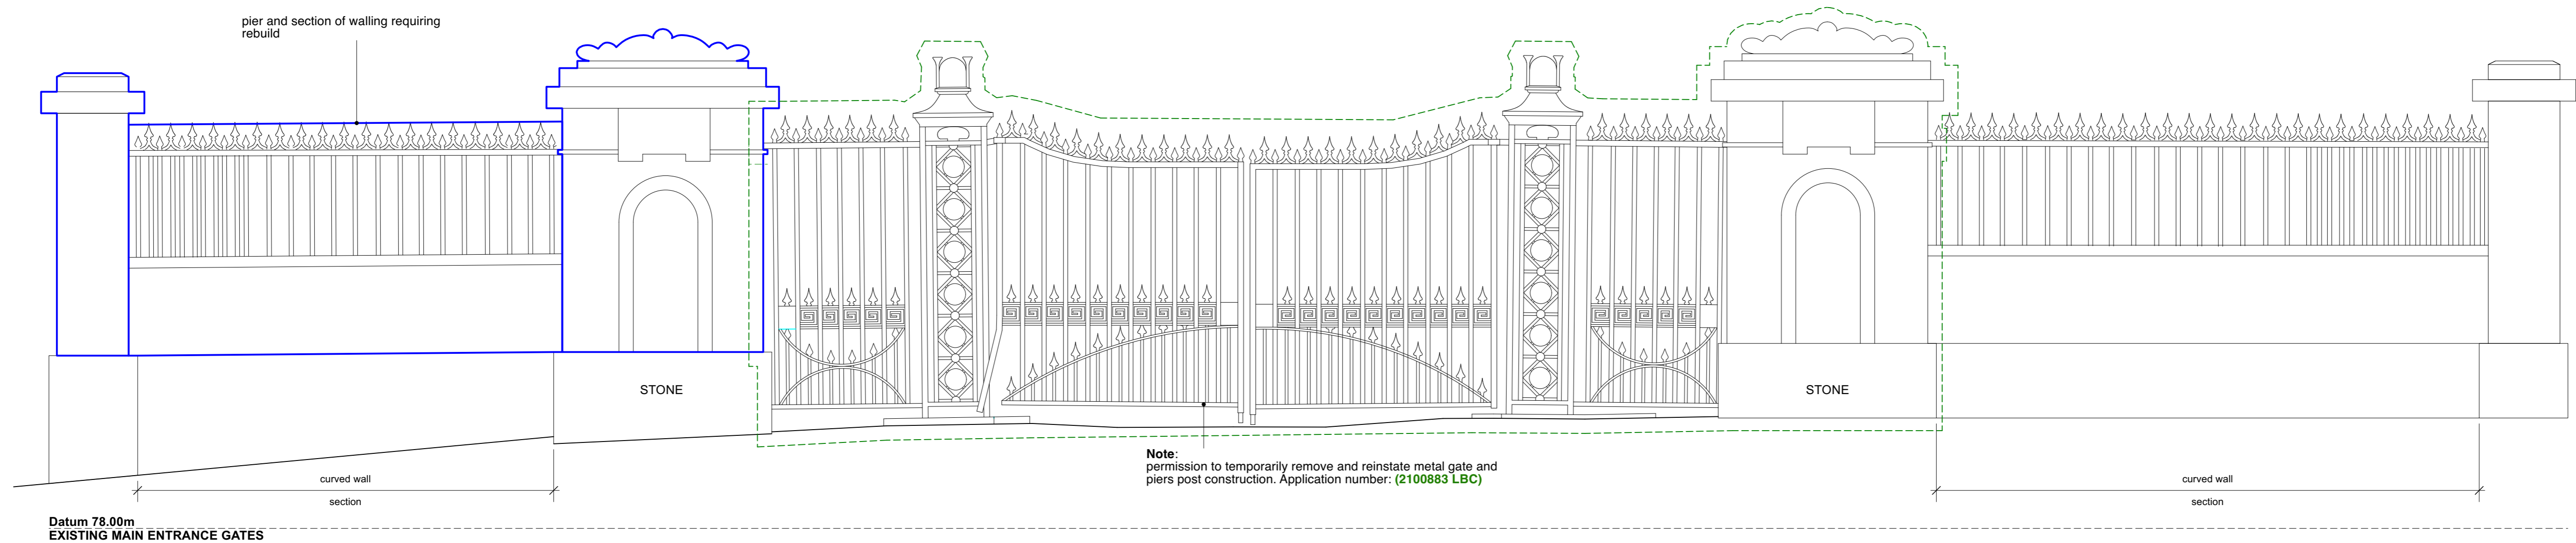 pier and section of walling requiring
rebuild
STONE
STONE
Note:
permission to temporarily remove and reinstate metal gate and
piers post construction. Application number: (2100883 LBC)
curved wall
section
curved wall
section
Datum 78.00m
EXISTING MAIN ENTRANCE GATES